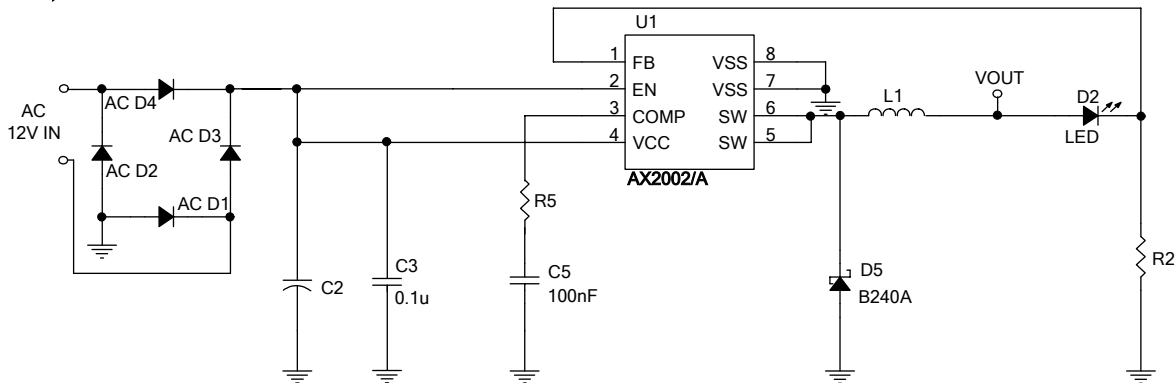 U1
1 FB
2 EN
3 COMP
4 VCC
VSS 8
VSS 7
SW 6
SW 5
AX2002/A
AC
12V IN
AC D4
AC D3
AC D2
AC D1
C2
C3
0.1u
R5
C5
100nF
L1
VOUT
D2
LED
D5
B240A
R2